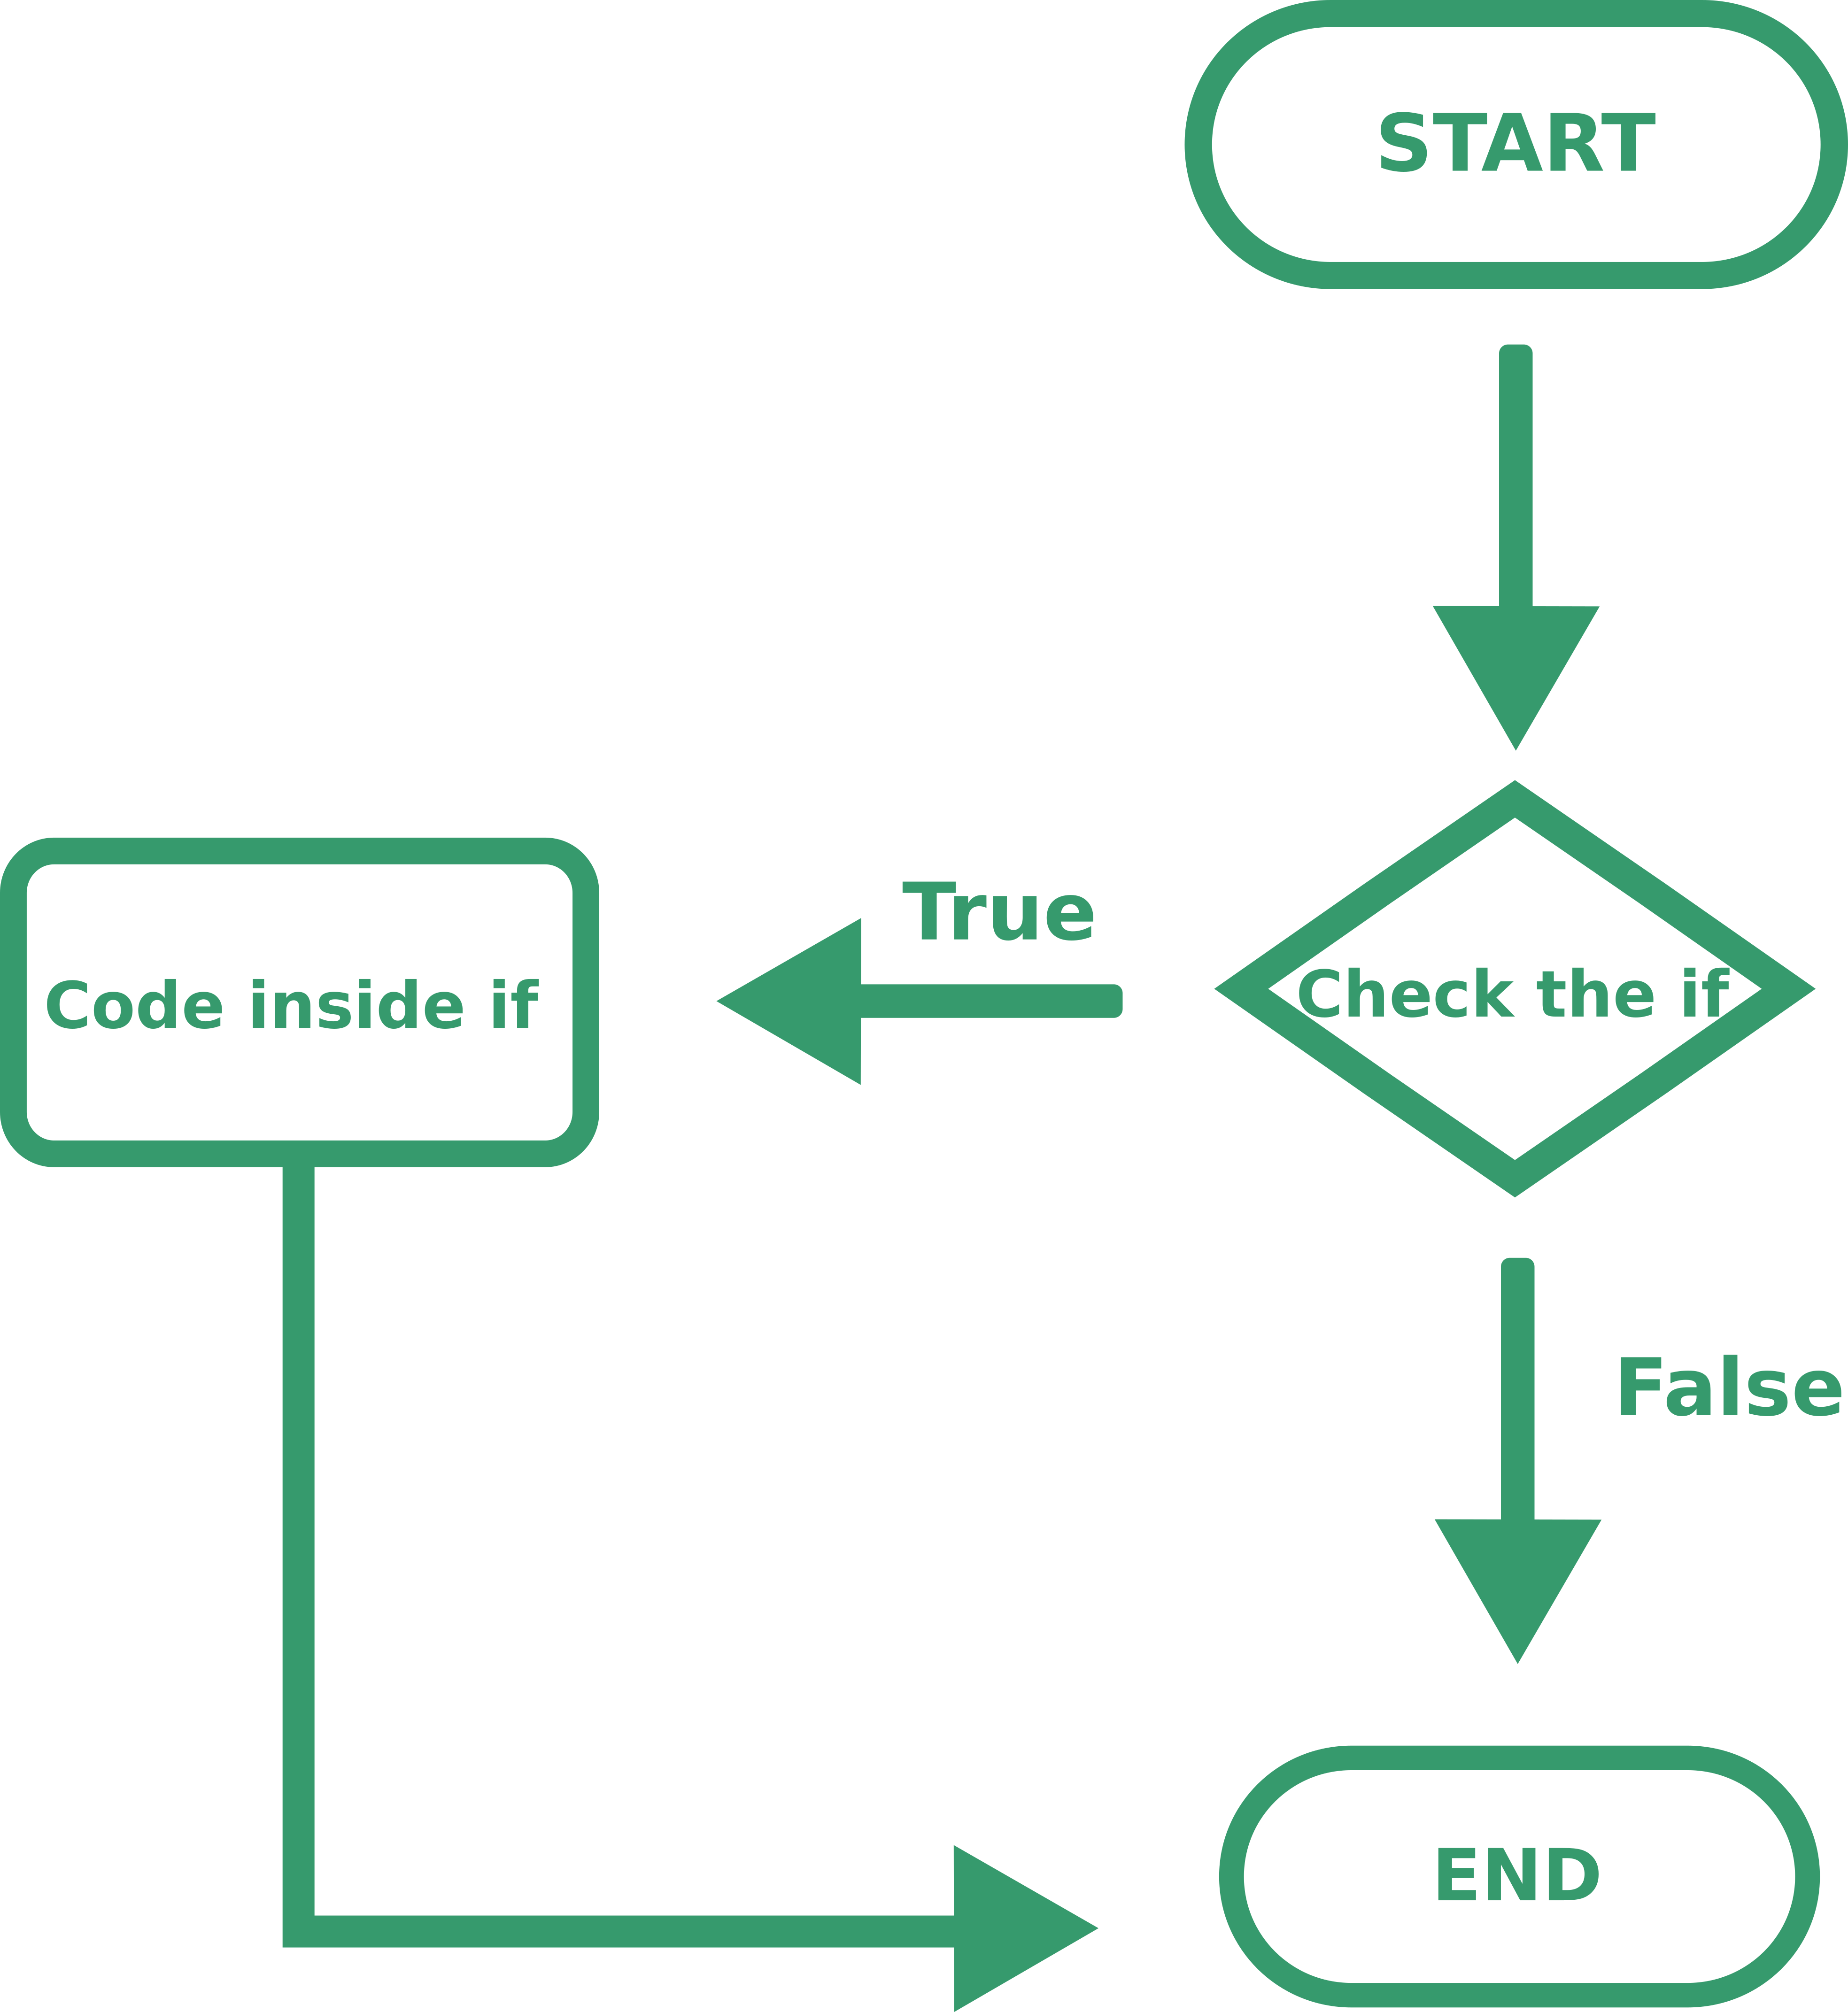 START
True
Code inside if
Check the if
False
END